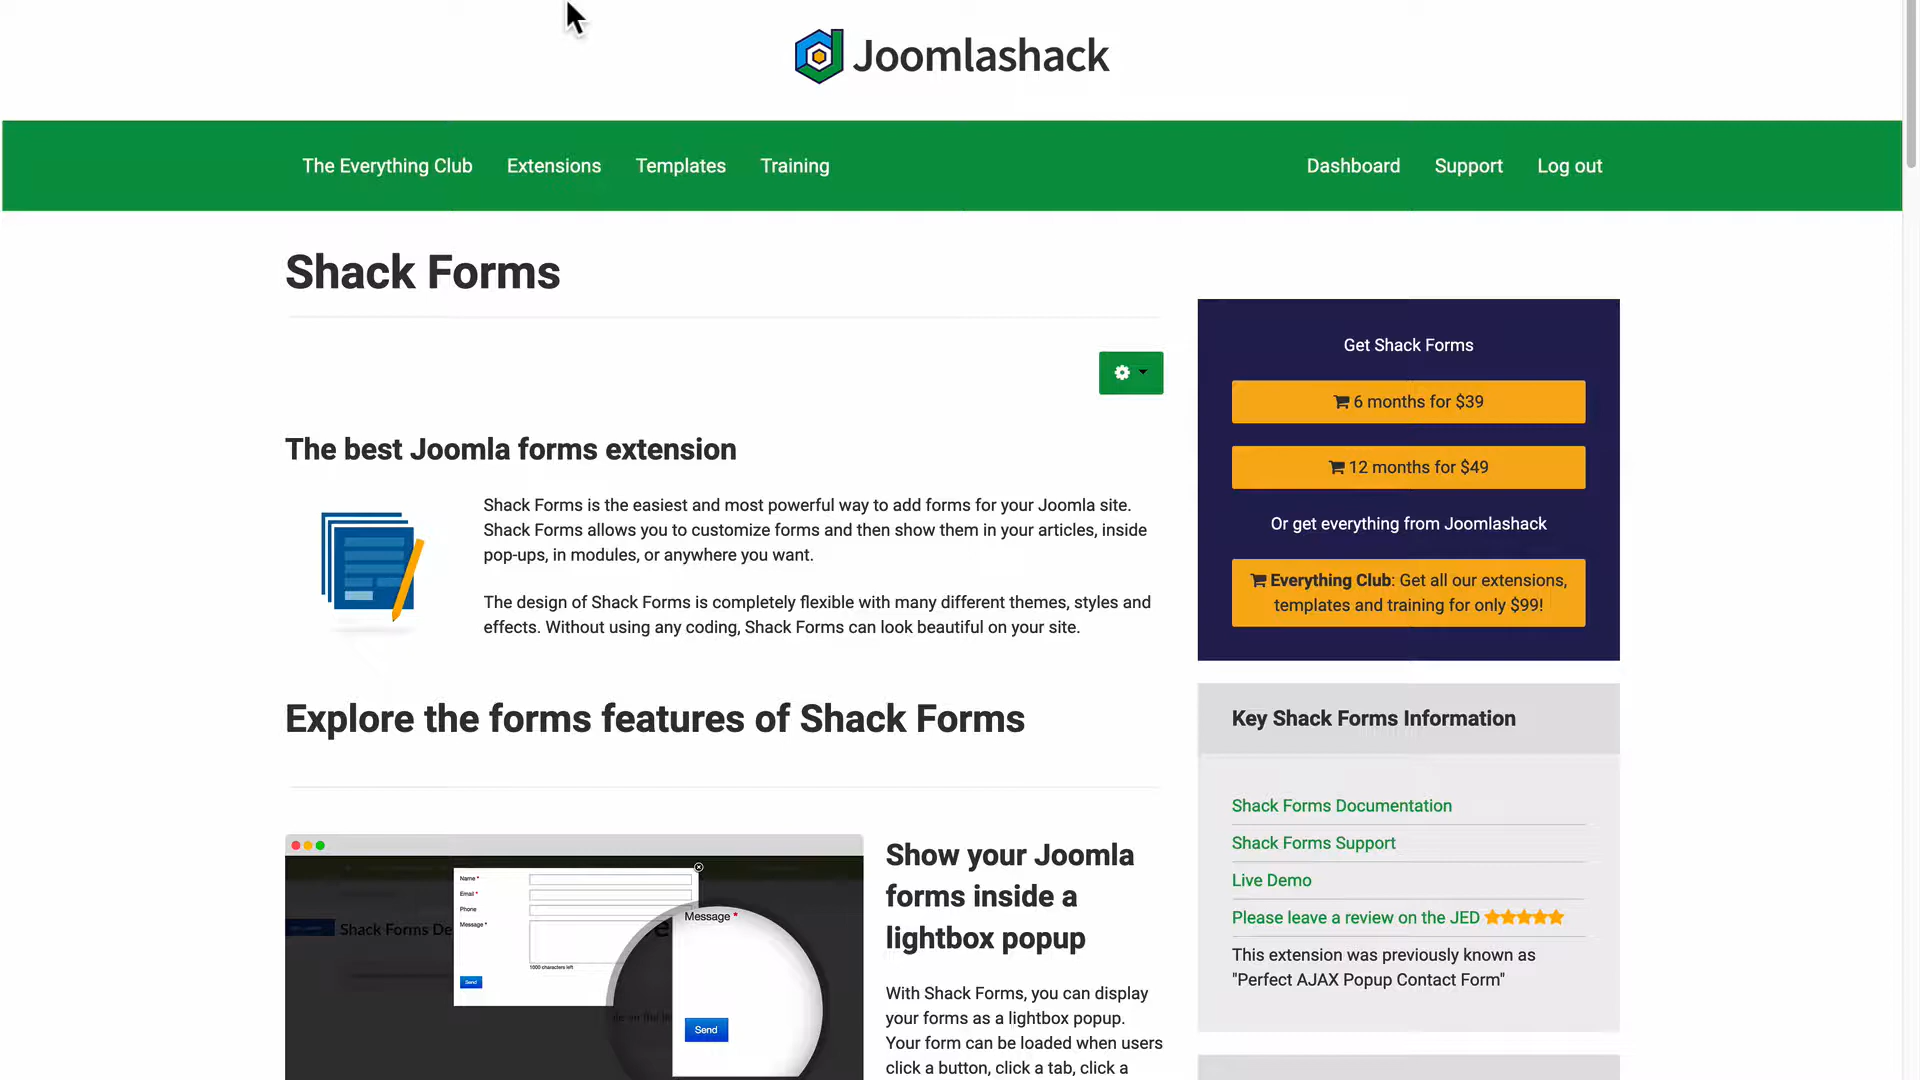 Joomlashack
The Everything Club
Extensions
Templates
Training
Dashboard
Support
Log out
Shack Forms
The best Joomla forms extension
Shack Forms is the easiest and most powerful way to add forms for your Joomla site.
Shack Forms allows you to customize forms and then show them in your articles, inside
pop-ups, in modules, or anywhere you want.
The design of Shack Forms is completely flexible with many different themes, styles and
effects. Without using any coding, Shack Forms can look beautiful on your site.
Explore the forms features of Shack Forms
Name *
Email *
Phone
Message *
1000 characters left
Send
Shack Forms De
Message *
Send
Show your Joomla
forms inside a
lightbox popup
With Shack Forms, you can display
your forms as a lightbox popup.
Your form can be loaded when users
click a button, click a tab, click a
Get Shack Forms
6 months for $39
12 months for $49
Or get everything from Joomlashack
Everything Club: Get all our extensions,
templates and training for only $99!
Key Shack Forms Information
Shack Forms Documentation
Shack Forms Support
Live Demo
Please leave a review on the JED
This extension was previously known as
"Perfect AJAX Popup Contact Form"